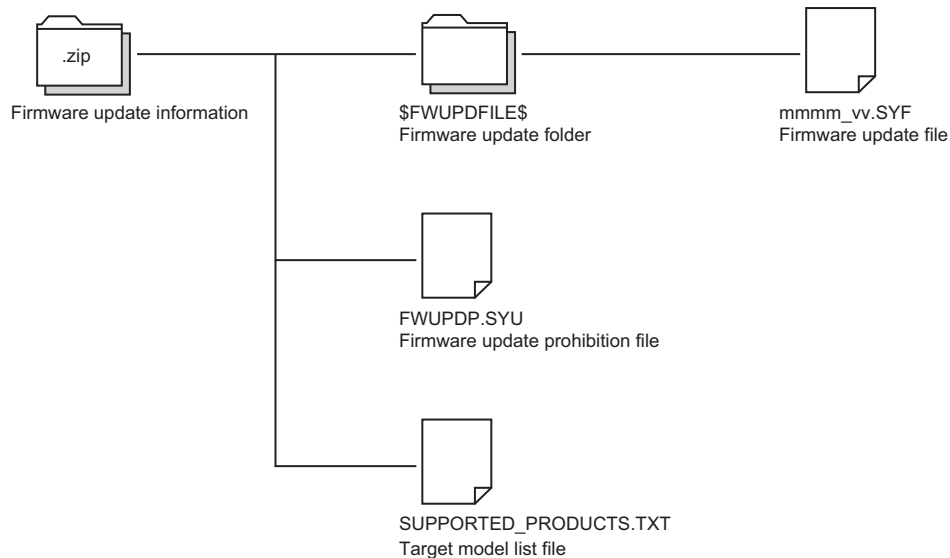 .zip
Firmware update information
$FWUPDFILE$
Firmware update folder
mmmm_vv.SYF
Firmware update file
FWUPDP.SYU
Firmware update prohibition file
SUPPORTED_PRODUCTS.TXT
Target model list file